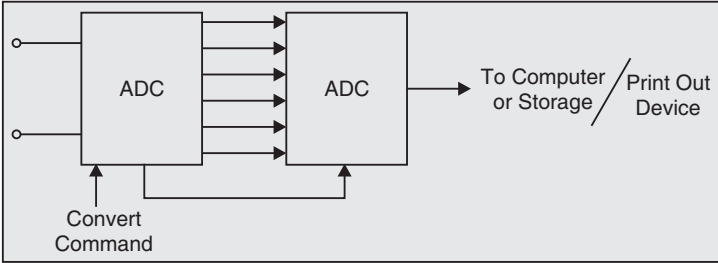 ADC
ADC
To Computer
or Storage
Print Out
Device
Convert
Command